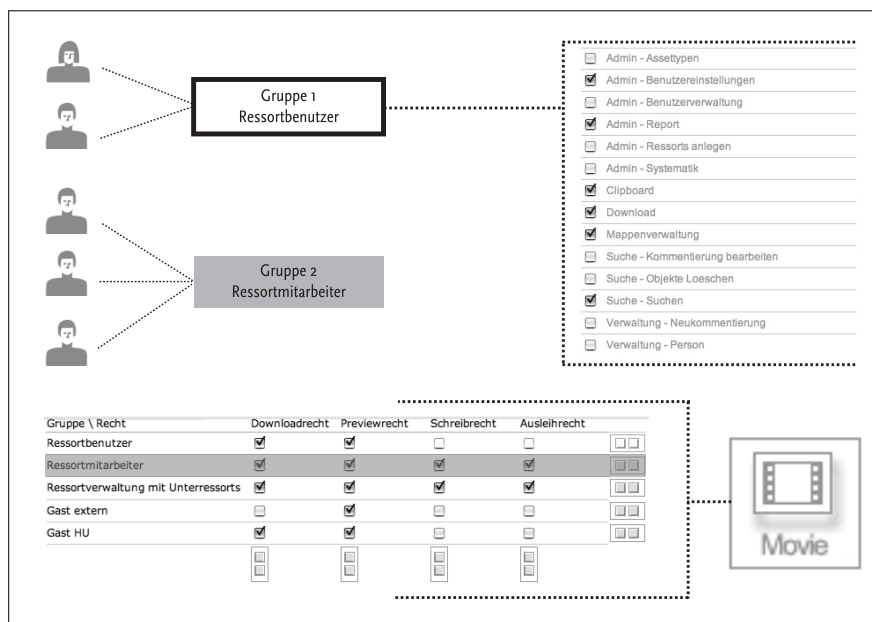 Gruppe 1
Ressortbenutzer
Gruppe 2
Ressortmitarbeiter
Admin - Assettypen
Admin - Benutzereinstellungen
Admin - Benutzerverwaltung
Admin - Report
Admin - Ressorts anlegen
Admin - Systematik
Clipboard
Download
Mappenverwaltung
Suche - Kommentierung bearbeiten
Suche - Objekte Loeschen
Suche - Suchen
Verwaltung - Neukommentierung
Verwaltung - Person
Gruppe \ Recht Downloadrecht Previewrecht Schreibrecht Ausleihrecht
Ressortbenutzer
Ressortmitarbeiter
Ressortverwaltung mit Unterressorts
Gast extern
Gast HU
Movie